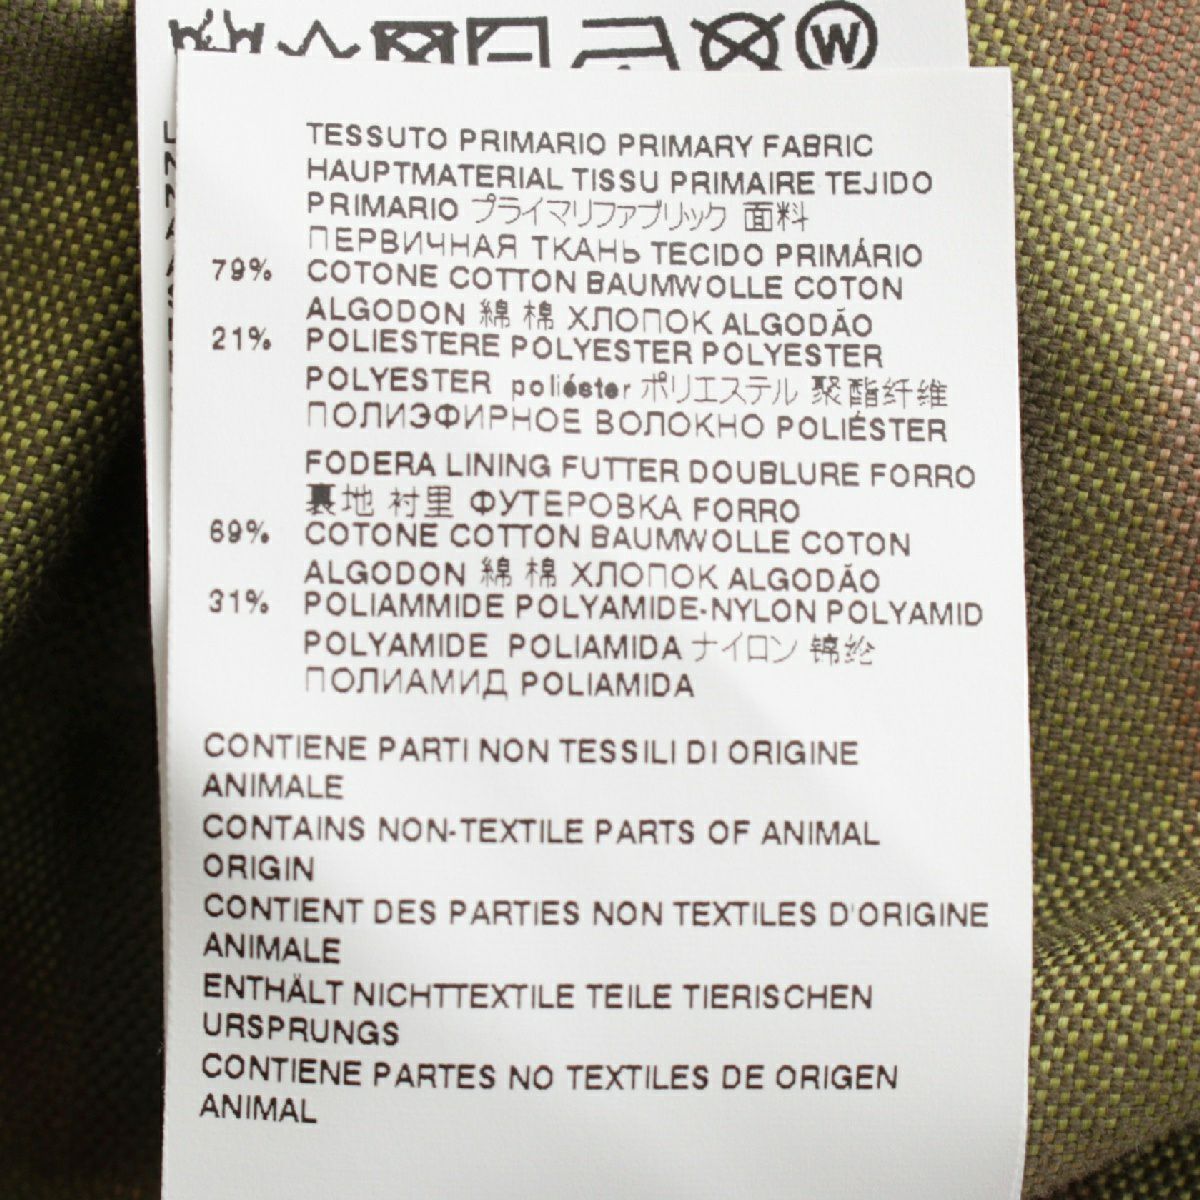 W
TESSUTO PRIMARIO PRIMARY FABRIC
HAUPTMATERIAL TISSU PRIMAIRE TEJIDO
PRIMARIO プライマリファブリック 面料
ПЕРВИЧНАЯ ТКАНЬ TECIDO PRIMÁRIO
79% COTONE COTTON BAUMWOLLE COTON
ALGODON 綿 棉 ХЛОПОК ALGODÃO
21% POLIESTERE POLYESTER POLYESTER
POLYESTER poliéster ポリエステル 聚酯纤维
ПОЛИЭФИРНОЕ ВОЛОКНО POLIÉSTER
FODERA LINING FUTTER DOUBLURE FORRO
裏地 衬里 ФУТЕРОВКА FORRO
69% COTONE COTTON BAUMWOLLE COTON
ALGODON 綿 棉 ХЛОПОК ALGODÃO
31% POLIAMMIDE POLYAMIDE-NYLON POLYAMID
POLYAMIDE POLIAMIDA ナイロン 锦纶
ПОЛИАМИД POLIAMIDA
CONTIENE PARTI NON TESSILI DI ORIGINE
ANIMALE
CONTAINS NON-TEXTILE PARTS OF ANIMAL
ORIGIN
CONTIENT DES PARTIES NON TEXTILES D'ORIGINE
ANIMALE
ENTHÄLT NICHTTEXTILE TEILE TIERISCHEN
URSPRUNGS
CONTIENE PARTES NO TEXTILES DE ORIGEN
ANIMAL